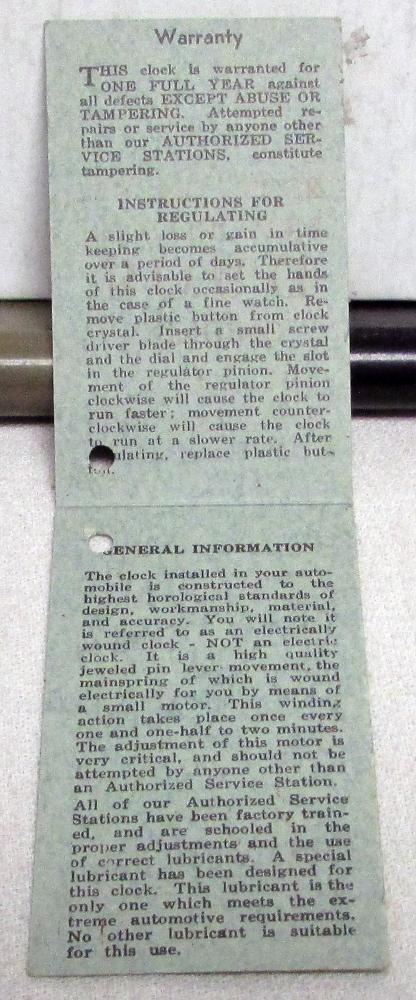 Warranty
THIS clock is warranted for
ONE FULL YEAR against
all defects EXCEPT ABUSE OR
TAMPERING. Attempted re-
pairs or service by anyone other
than our AUTHORIZED SER-
VICE STATIONS, constitute
tampering.
INSTRUCTIONS FOR
REGULATING
A slight loss or gain in time
keeping becomes accumulative
over a period of days. Therefore
it is advisable to set the hands
of this clock occasionally as in
the case of a fine watch. Re-
move plastic button from clock
crystal. Insert a small screw
driver blade through the crystal
and the dial and engage the slot
in the regulator pinion. Move-
ment of the regulator pinion
clockwise will cause the clock to
run faster; movement counter-
clockwise will cause the clock
to run at a slower rate. After
ulating, replace plastic but-
GENERAL INFORMATION
The clock installed in your auto-
mobile is constructed to the
highest horological standards of
design, workmanship, material,
and accuracy. You will note it
is referred to as an electrically
wound clock - NOT an electric
clock. It is a high quality
jeweled pin lever movement, the
mainspring of which is wound
electrically for you by means of
a small motor. This winding
action takes place once every
one and one-half to two minutes.
The adjustment of this motor is
very critical, and should not be
attempted by anyone other than
an Authorized Service Station.
All of our Authorized Service
Stations have been factory train-
ed, and are schooled in the
proper adjustments and the use
of correct lubricants. A special
lubricant has been designed for
this clock. This lubricant is the
only one which meets the ex-
treme automotive requirements.
No other lubricant is suitable
for this use.